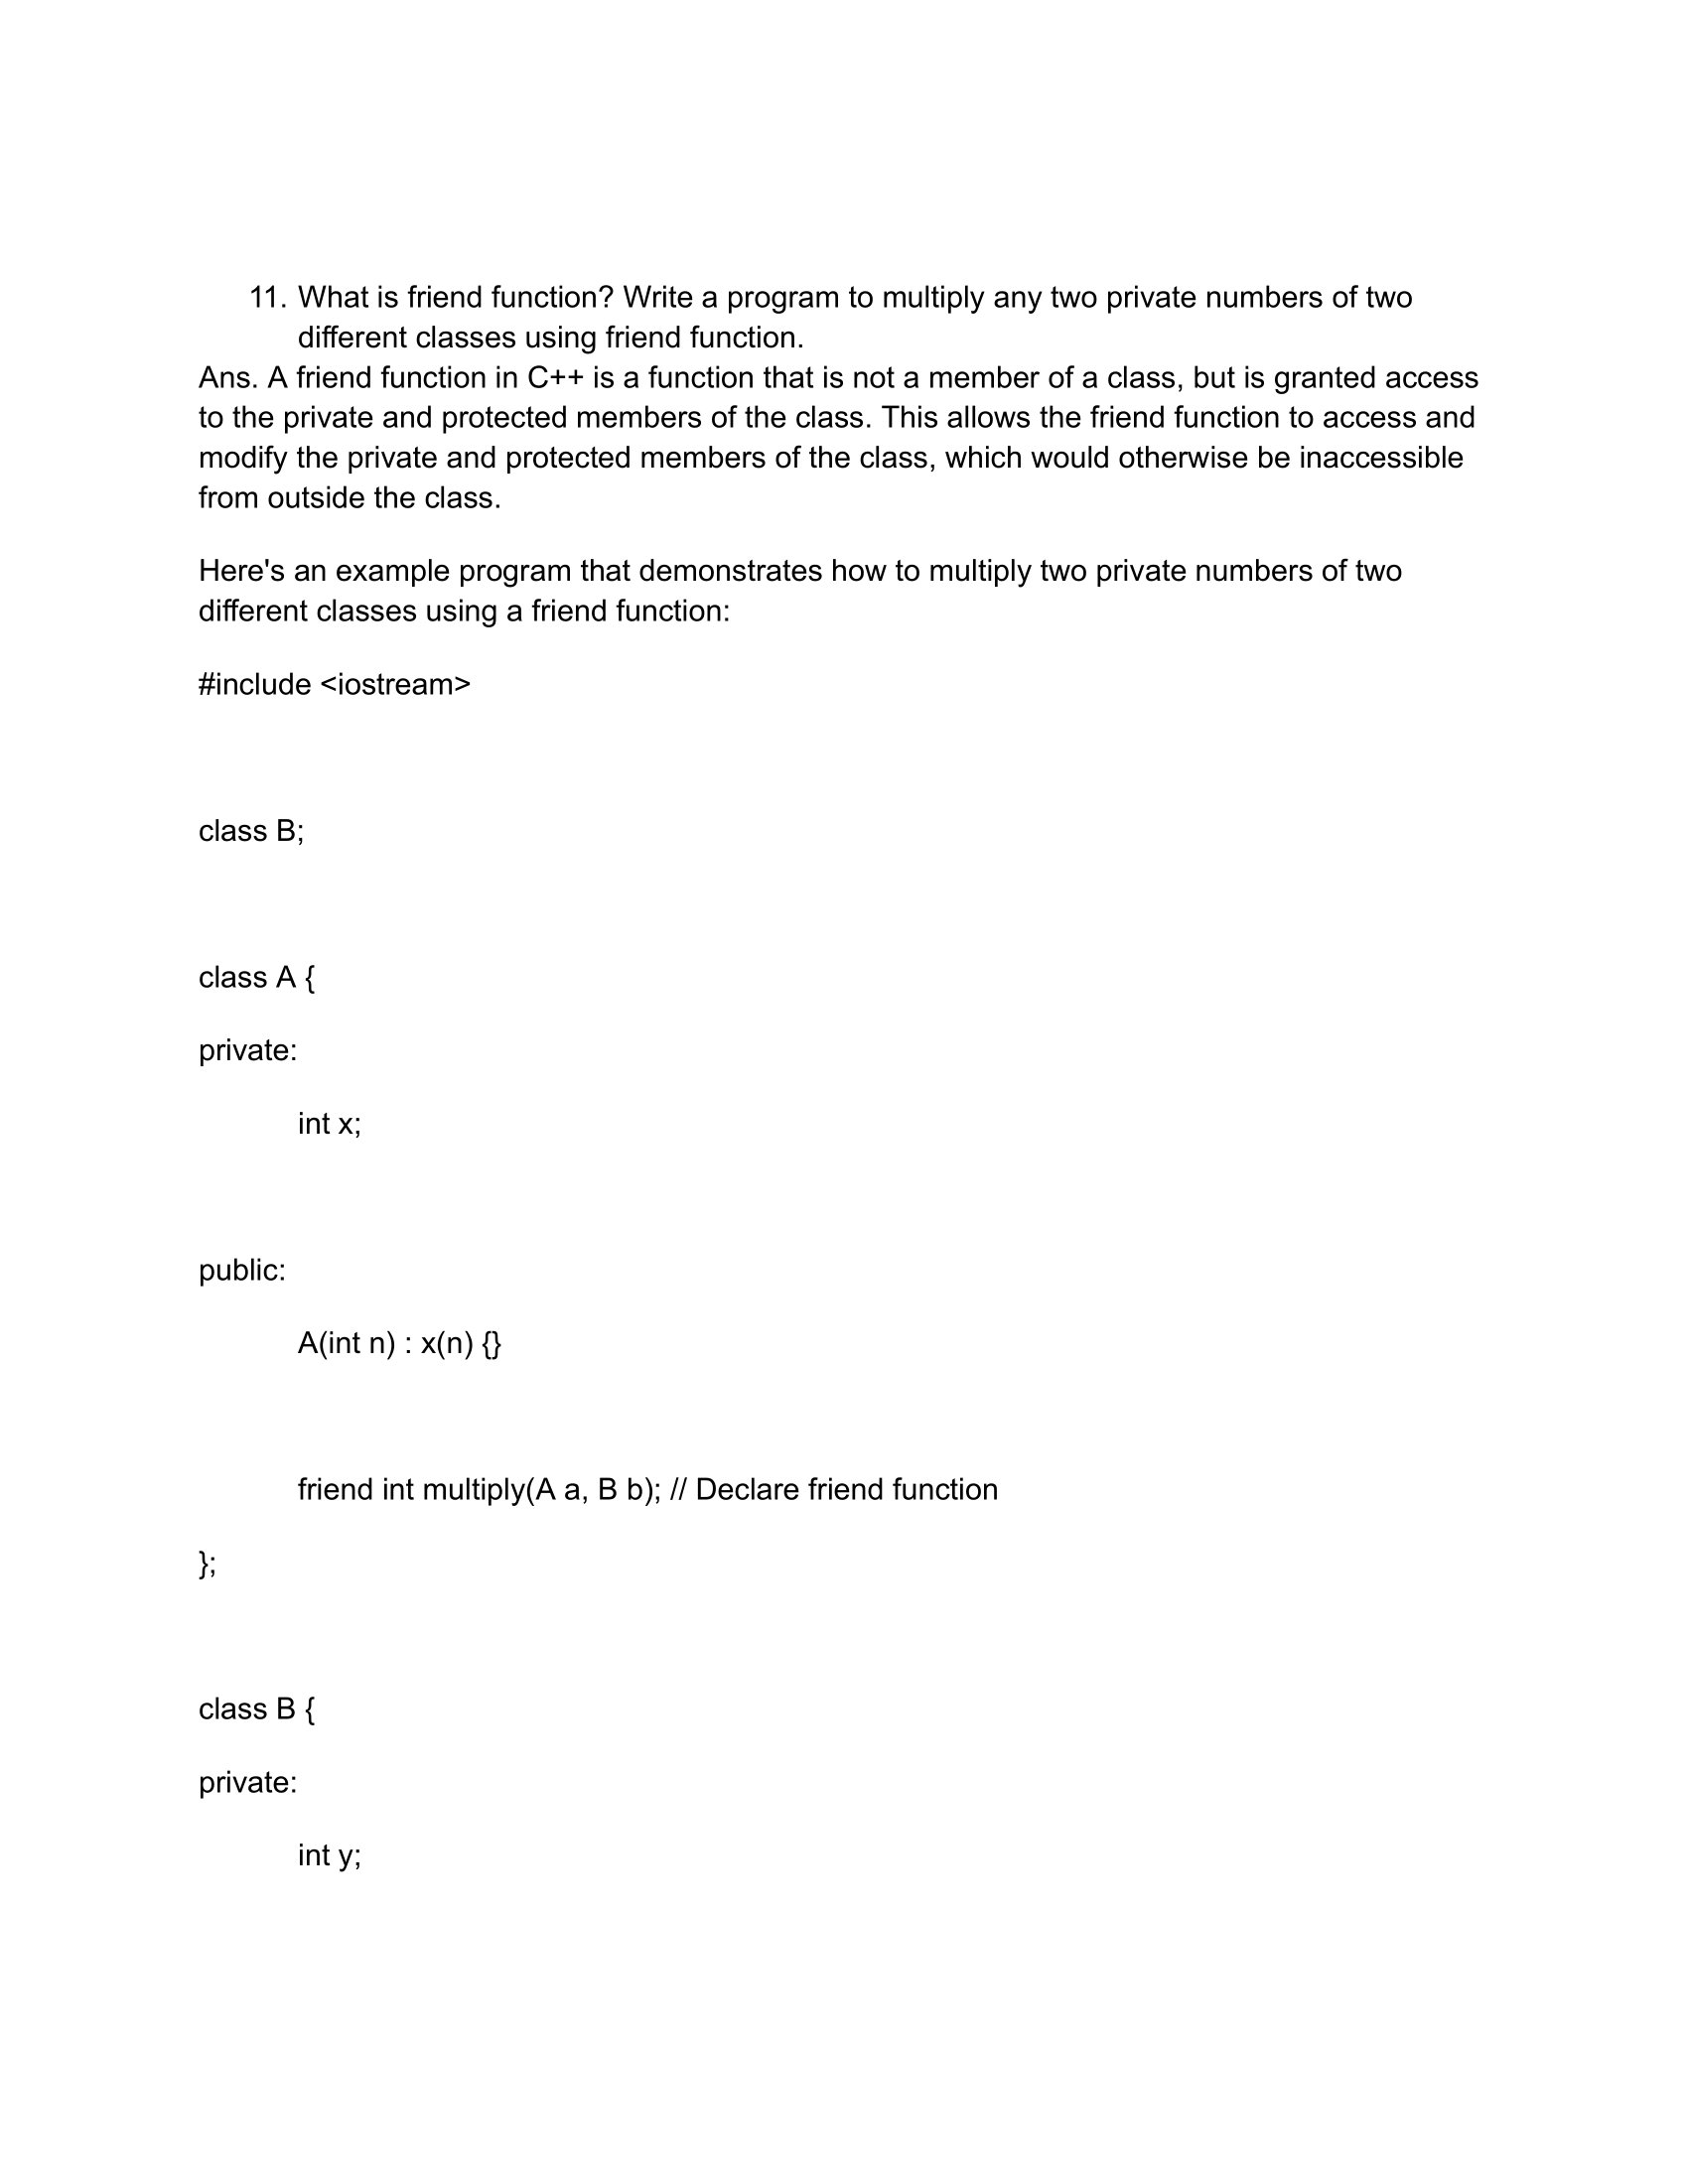 11. What is friend function? Write a program to multiply any two private numbers of two
different classes using friend function.
Ans. A friend function in C++ is a function that is not a member of a class, but is granted access
to the private and protected members of the class. This allows the friend function to access and
modify the private and protected members of the class, which would otherwise be inaccessible
from outside the class.
Here's an example program that demonstrates how to multiply two private numbers of two
different classes using a friend function:
#include <iostream>
class B;
class A {
private:
int x;
public:
A(int n) : x(n) {}
friend int multiply(A a, B b); // Declare friend function
};
class B {
private:
int y;